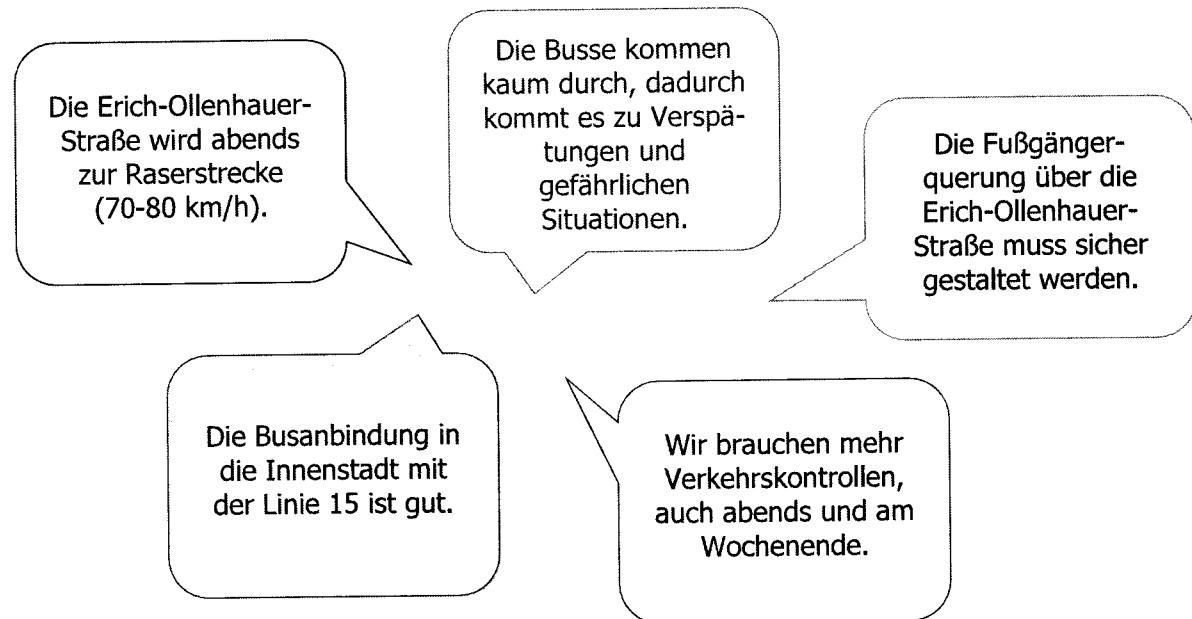 Die Erich-Ollenhauer-
Straße wird abends
zur Raserstrecke
(70-80 km/h).
Die Busse kommen
kaum durch, dadurch
kommt es zu Verspä-
tungen und
gefährlichen
Situationen.
Die Fußgänger-
querung über die
Erich-Ollenhauer-
Straße muss sicher
gestaltet werden.
Die Busanbindung in
die Innenstadt mit
der Linie 15 ist gut.
Wir brauchen mehr
Verkehrskontrollen,
auch abends und am
Wochenende.